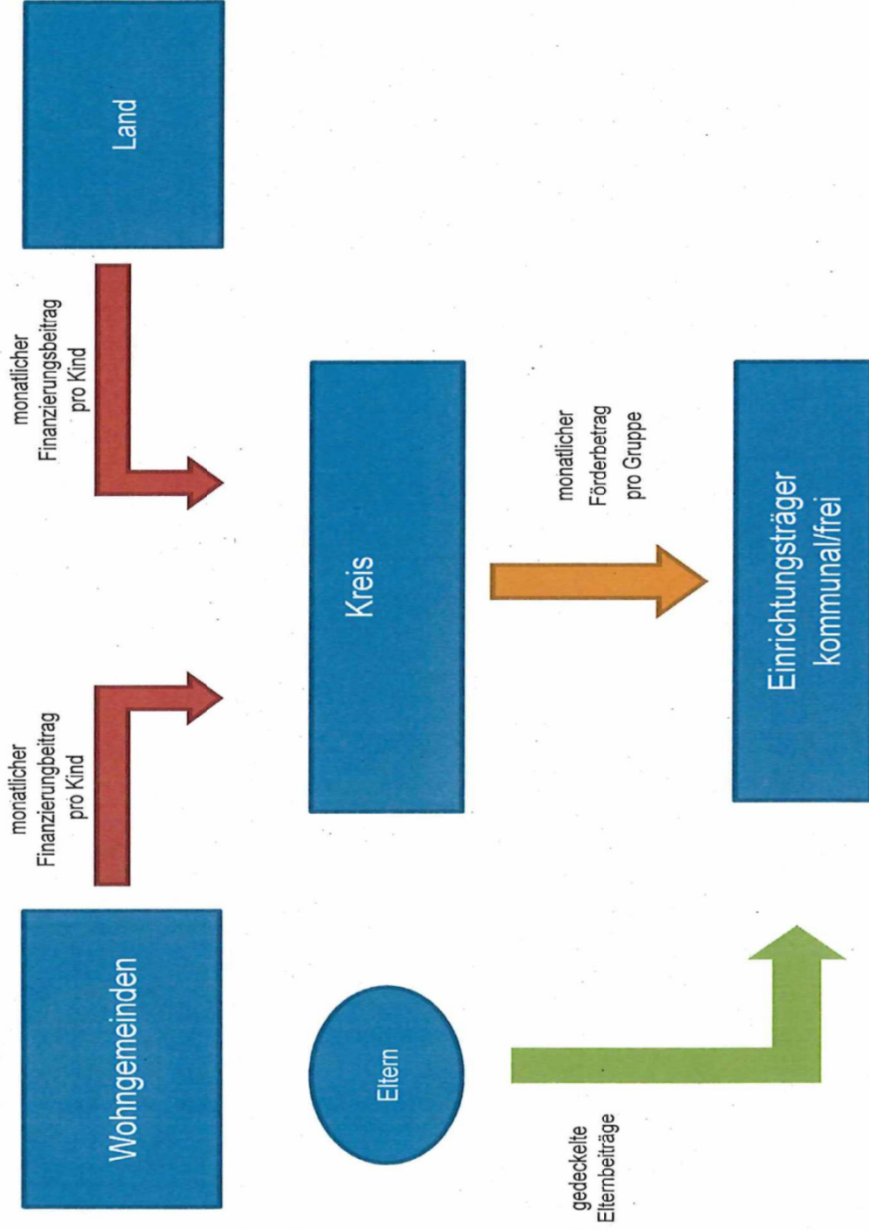 Wohngemeinden
monatlicher
Finanzierungbeitrag
pro Kind
monatlicher
Finanzierungsbeitrag
pro Kind
Land
Eltern
Kreis
gedeckelte
Elternbeiträge
monatlicher
Förderbetrag
pro Gruppe
Einrichtungsträger
kommunal/frei